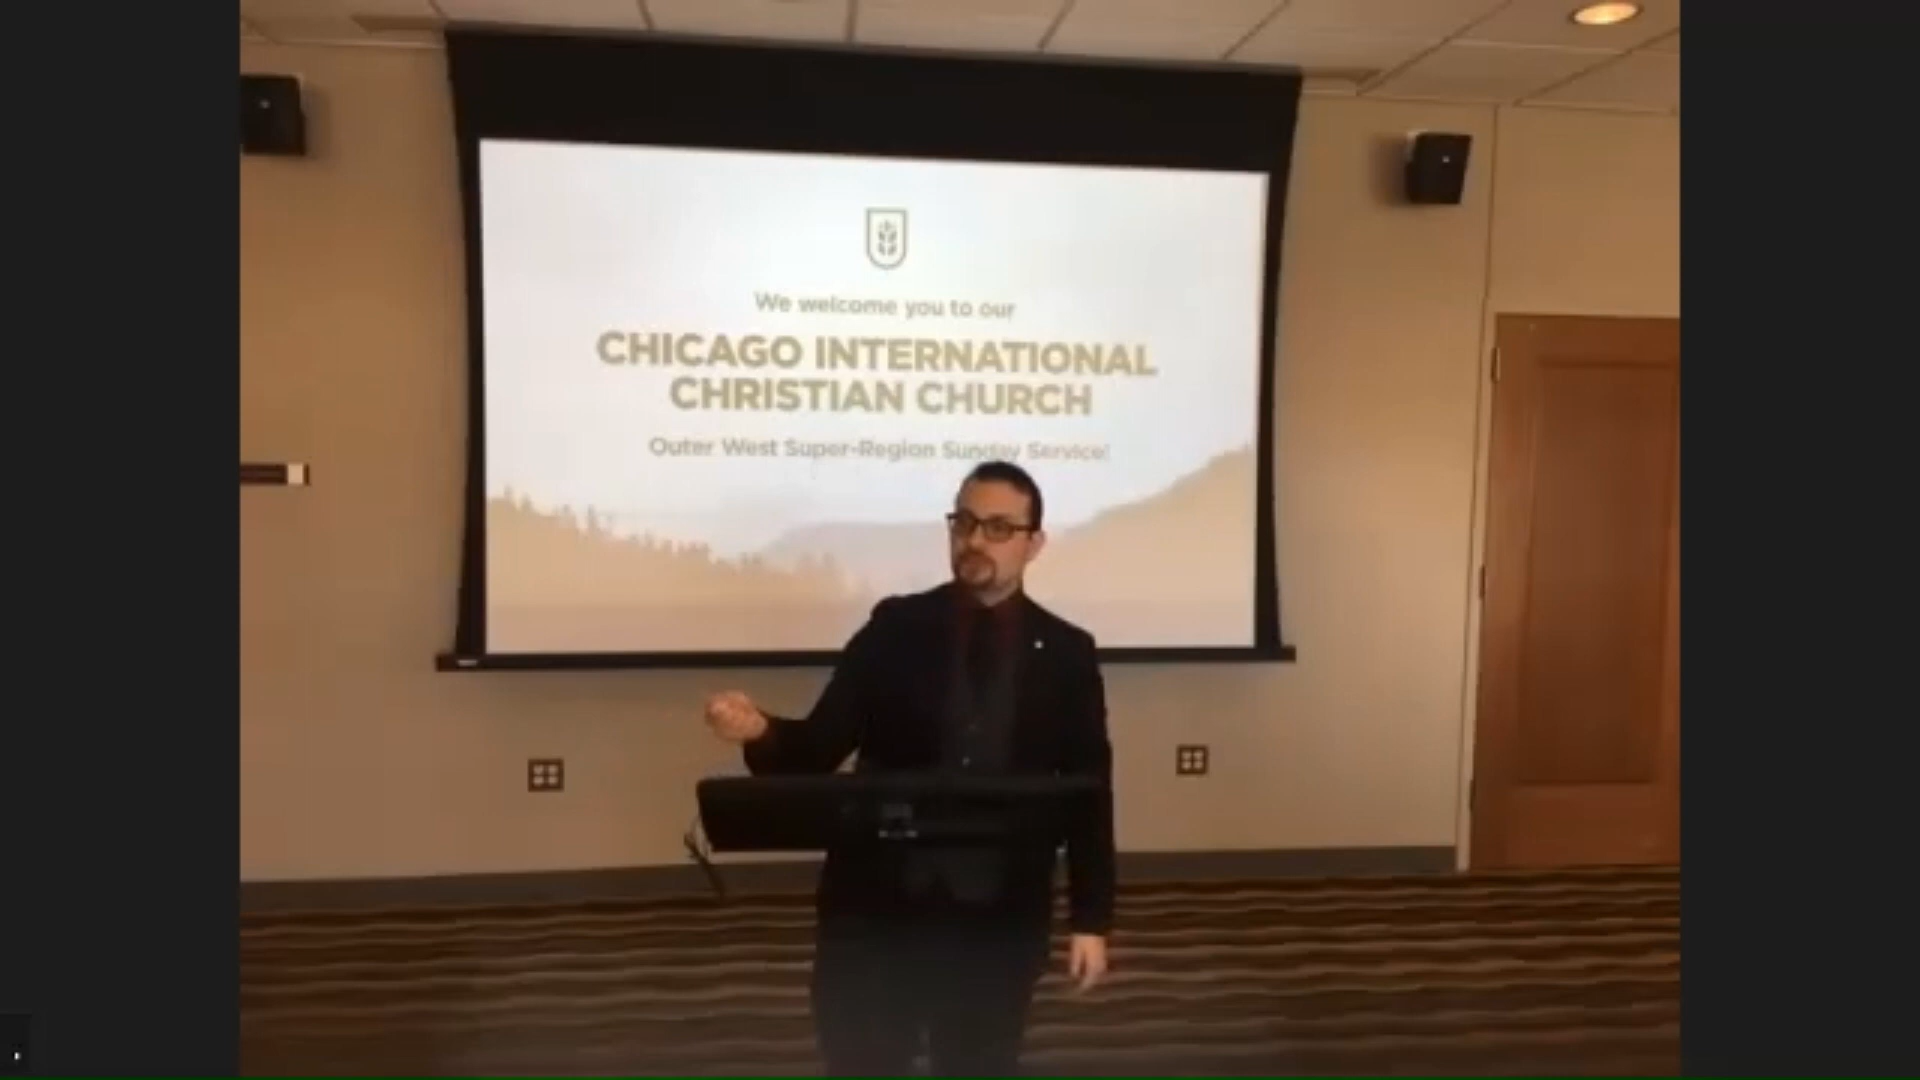 We welcome you to our
CHICAGO INTERNATIONAL
CHRISTIAN CHURCH
Outer West Super-Region Sunday Service!